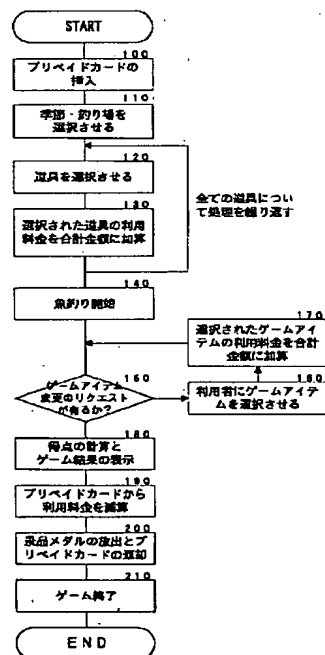 START
100
プリペイドカードの
挿入
110
季節・釣り場を
選択させる
120
道具を選択させる
全ての道具につい
て処理を繰り返す
130
選択された道具の利用
料金を合計金額に加算
140
魚釣り開始
170
選択されたゲームアイ
テムの利用料金を合計
金額に加算
150
ゲームアイテム
変更のリクエスト
が有るか?
160
利用者にゲームアイテ
ムを選択させる
180
得点の計算と
ゲーム結果の表示
190
プリペイドカードから
利用料金を減算
200
景品メダルの放出とプ
リペイドカードの返却
210
ゲーム終了
END